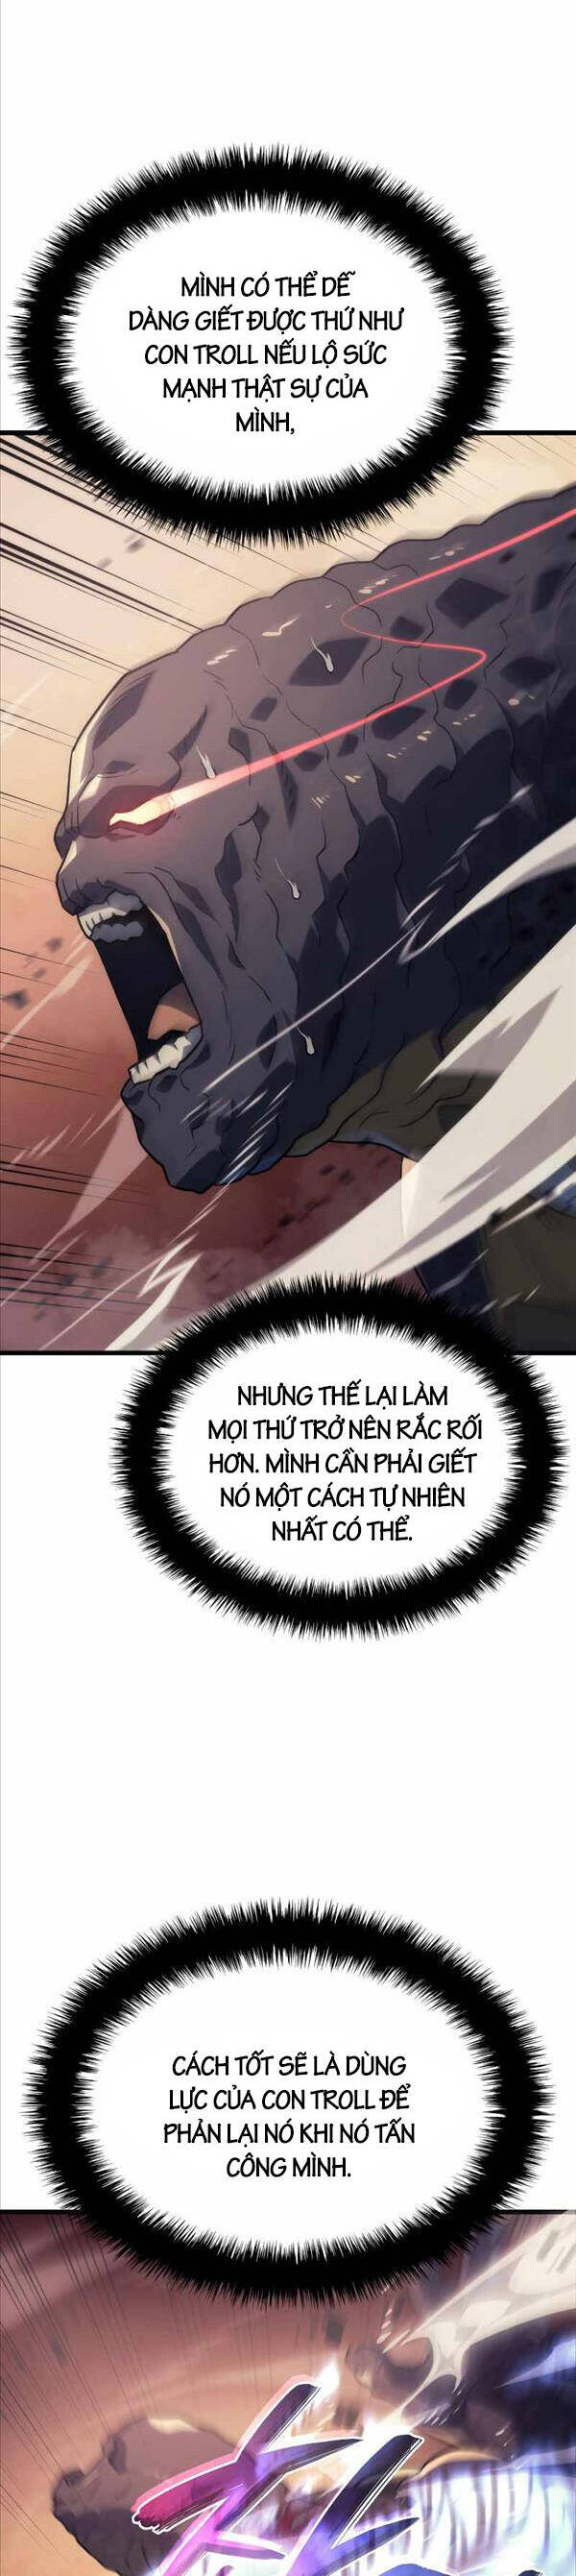 MÌNH CÓ THỂ DỄ
DÀNG GIẾT ĐƯỢC THỨ NHƯ
CON TROLL NẾU LỘ SỨC
MẠNH THẬT SỰ CỦA
MÌNH,
NHƯNG THẾ LẠI LÀM
MỌI THỨ TRỞ NÊN RẮC RỐI
HƠN. MÌNH CẦN PHẢI GIẾT
NÓ MỘT CÁCH TỰ NHIÊN
NHẤT CÓ THỂ.
CÁCH TỐT SẼ LÀ DÙNG
LỰC CỦA CON TROLL ĐỂ
PHẢN LẠI NÓ KHI NÓ TẤN
CÔNG MÌNH.